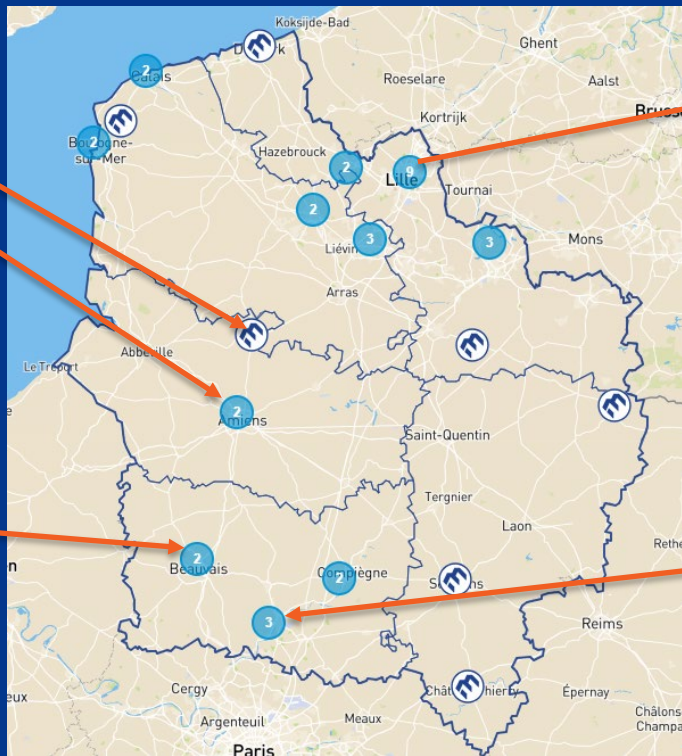 Koksijde-Bad
Ghent
2
Calais
Roeselare
Aalst
Kortrijk
2
Hazebrouck
2
9
Lille
Tournai
2
3
3
Mons
Liévin
Arras
Abbeville
Le Tréport
2
Amiens
Saint-Quentin
Tergnier
Laon
2
Beauvais
Compiègne
2
3
Reims
Cergy
Épernay
Argenteuil
Meaux
Paris